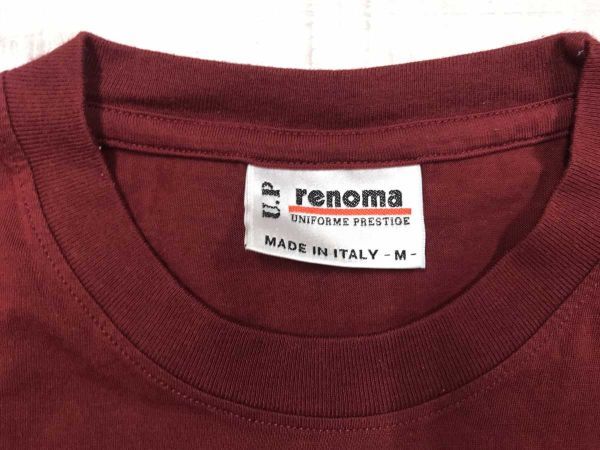 U.P
renoma
UNIFORME PRESTIGE
MADE IN ITALY - M -